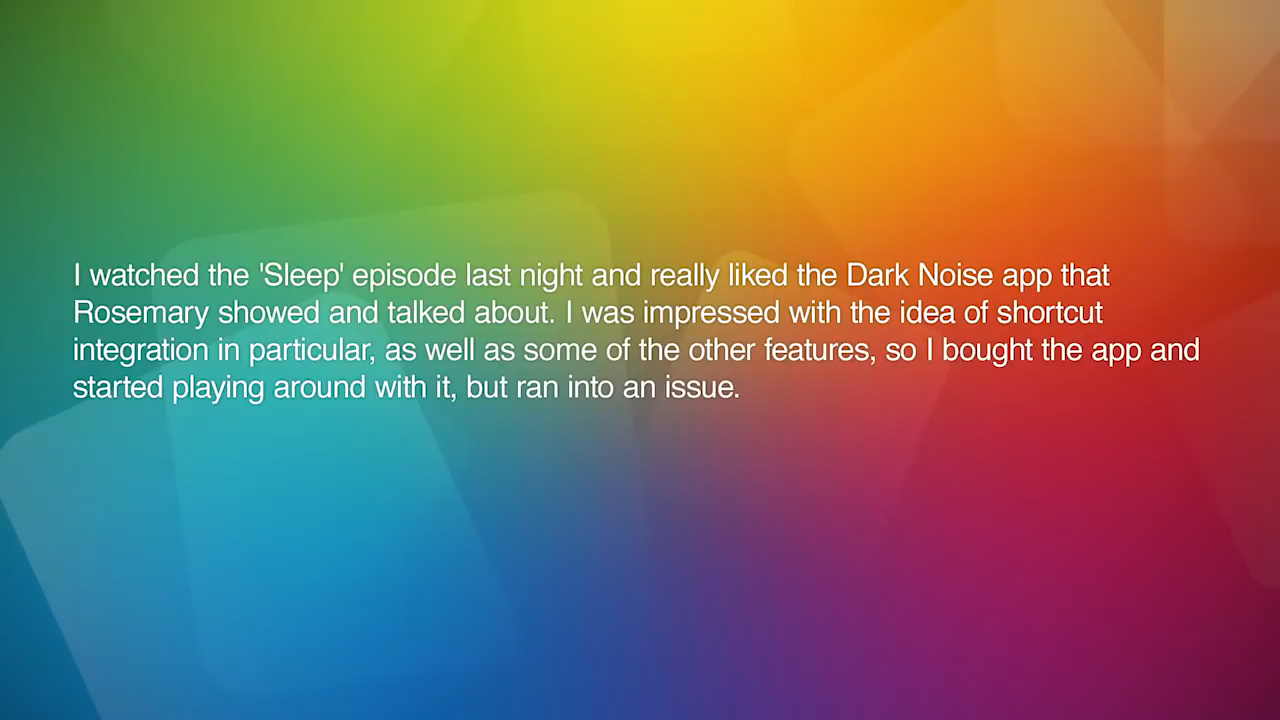 I watched the 'Sleep' episode last night and really liked the Dark Noise app that
Rosemary showed and talked about. I was impressed with the idea of shortcut
integration in particular, as well as some of the other features, so I bought the app and
started playing around with it, but ran into an issue.